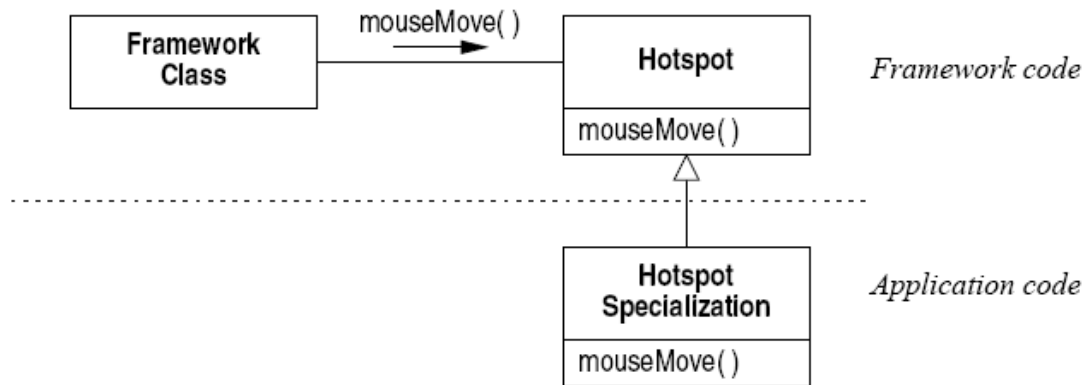 mouseMove( )
Framework
Class
Hotspot
Framework code
mouseMove( )
Hotspot
Specialization
Application code
mouseMove( )